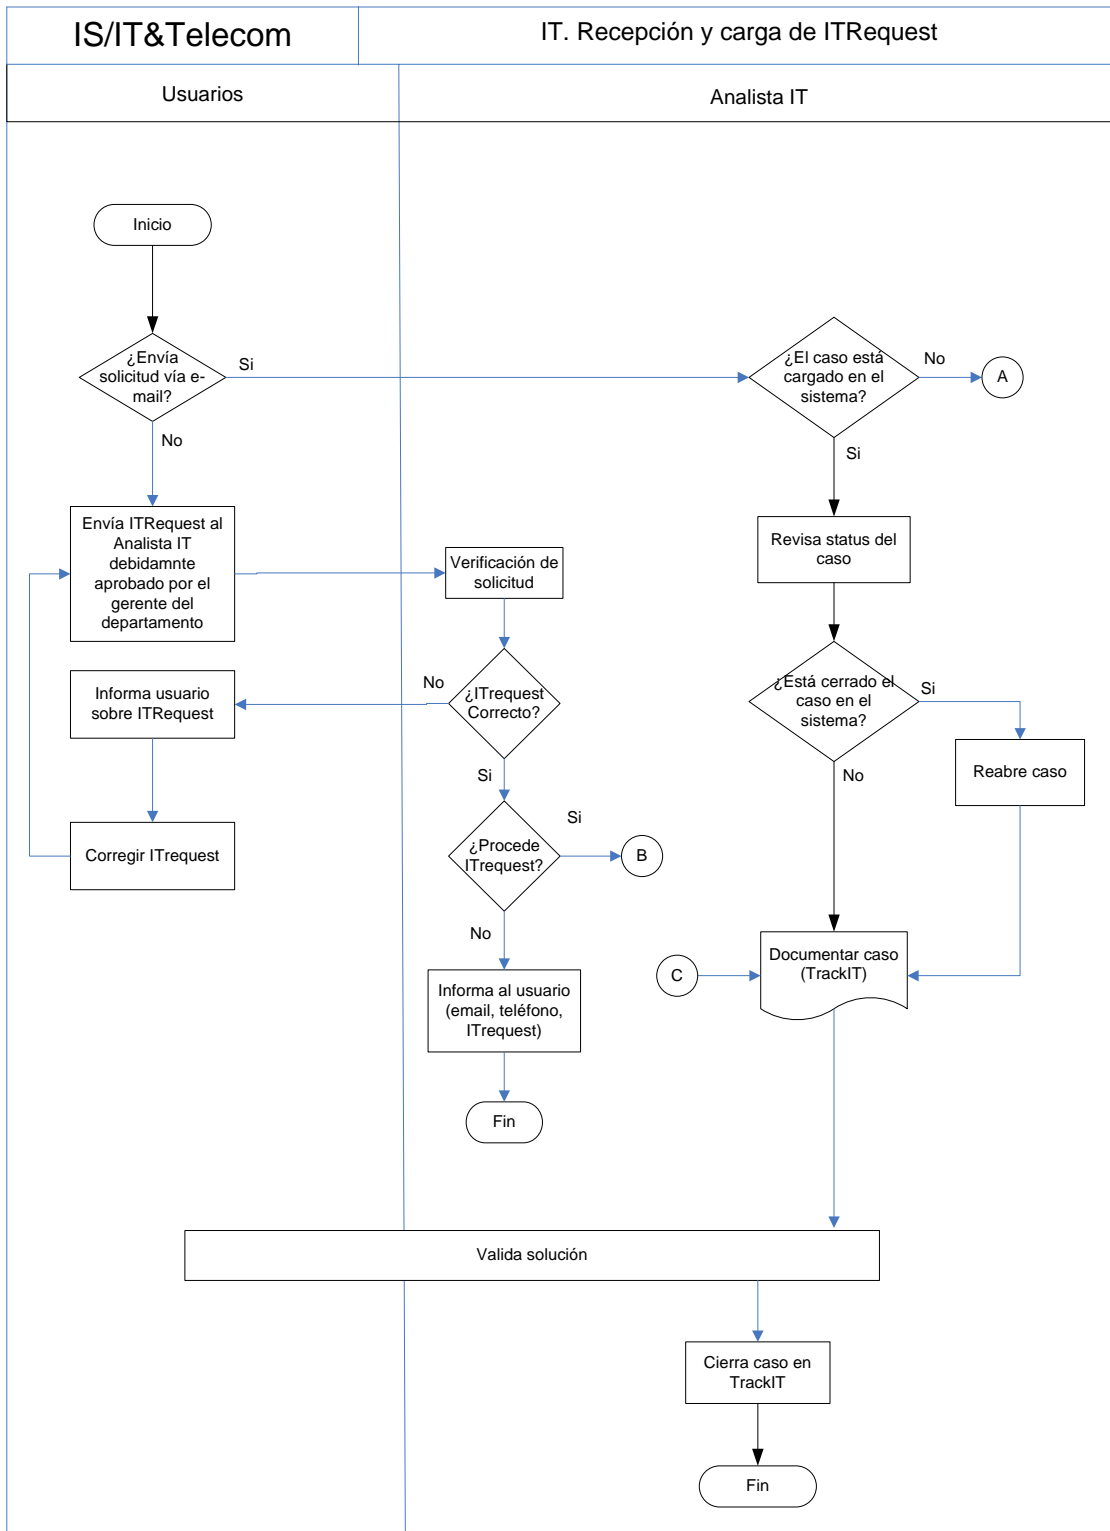 IS/IT&Telecom
IT. Recepción y carga de ITRequest
Usuarios
Analista IT
Inicio
¿Envía
solicitud vía e-
mail?
Si
No
¿El caso está
cargado en el
sistema?
No
A
Si
Envía ITRequest al
Analista IT
debidamnte
aprobado por el
gerente del
departamento
Verificación de
solicitud
Revisa status del
caso
Informa usuario
sobre ITRequest
No
¿ITrequest
Correcto?
Si
¿Está cerrado el
caso en el
sistema?
Si
No
Reabre caso
Corregir ITrequest
¿Procede
ITrequest?
Si
B
No
Informa al usuario
(email, teléfono,
ITrequest)
C
Documentar caso
(TrackIT)
Fin
Valida solución
Cierra caso en
TrackIT
Fin